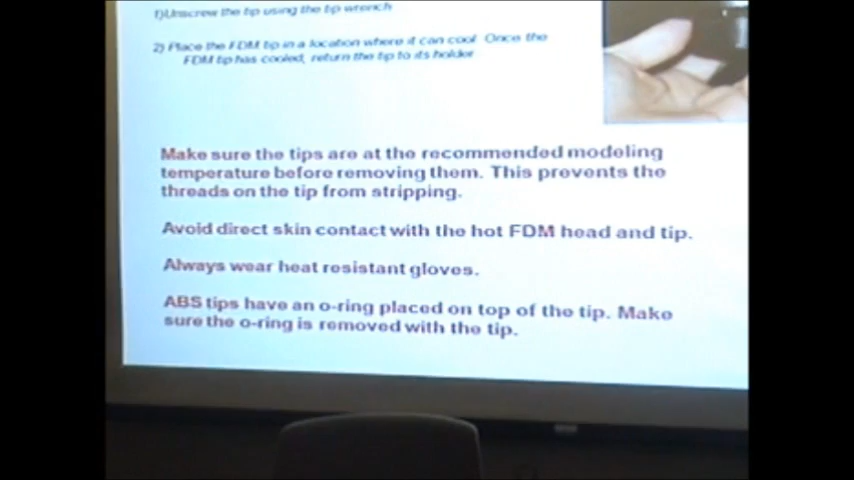 1)Unscrew the tip using the tip wrench
2) Place the FDM tip in a location where it can cool. Once the
FDM tip has cooled, return the tip to its holder
Make sure the tips are at the recommended modeling
temperature before removing them. This prevents the
threads on the tip from stripping.
Avoid direct skin contact with the hot FDM head and tip.
Always wear heat resistant gloves.
ABS tips have an o-ring placed on top of the tip. Make
sure the o-ring is removed with the tip.